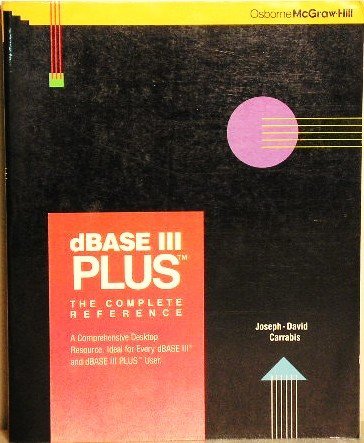 Osborne McGraw-Hill
dBASE III
PLUS™
THE COMPLETE
REFERENCE
A Comprehensive Desktop
Resource, Ideal for Every dBASE III™
and dBASE III PLUS™ User
Joseph-David
Carrabis